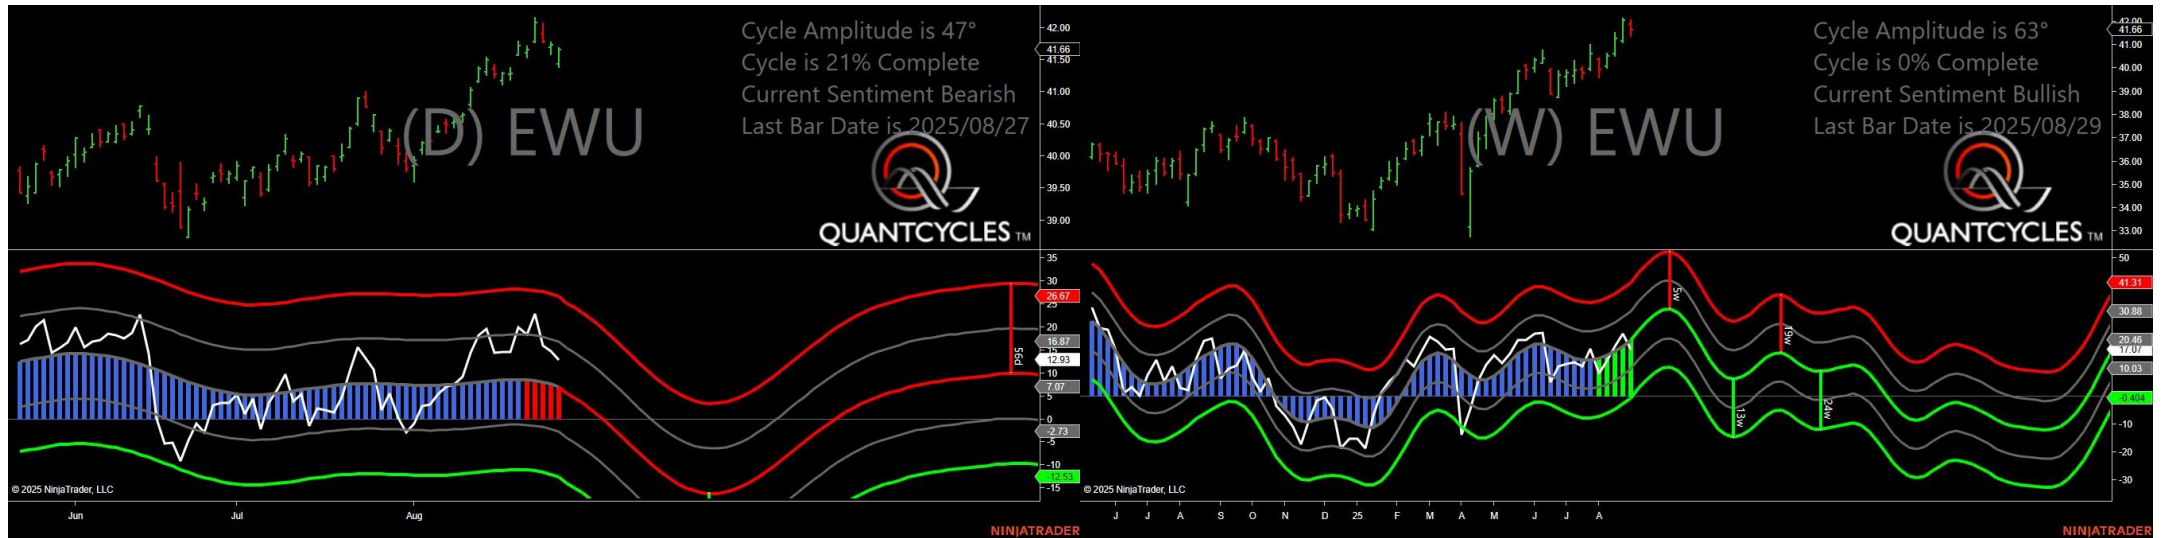 Cycle Amplitude is 47°
Cycle is 21% Complete
Current Sentiment Bearish
Last Bar Date is 2025/08/27
(D) EWU
QUANTCYCLES TM
42.00
41.66
41.50
41.00
40.50
40.00
39.50
39.00
35
30
26.67
20
16.87
15
12.93
10
7.07
5
0
-2.73
-5
-10
-12.53
-15
56d
© 2025 NinjaTrader, LLC
Jun Jul Aug
NINJATRADER
Cycle Amplitude is 63°
Cycle is 0% Complete
Current Sentiment Bullish
Last Bar Date is 2025/08/29
(W) EWU
QUANTCYCLES TM
42.00
41.66
41.00
40.00
39.00
38.00
37.00
36.00
35.00
34.00
33.00
50
41.31
30.88
20.46
17.07
10.03
-0.404
-10
-20
-30
5w
19w
13w
24w
© 2025 NinjaTrader, LLC
J J A S O N D 25 F M A M J J A
NINJATRADER